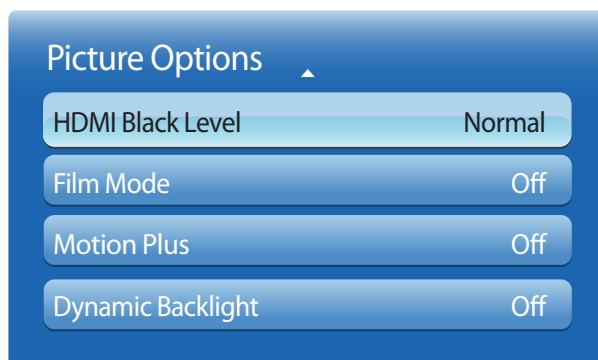 Picture Options
HDMI Black Level Normal
Film Mode Off
Motion Plus Off
Dynamic Backlight Off